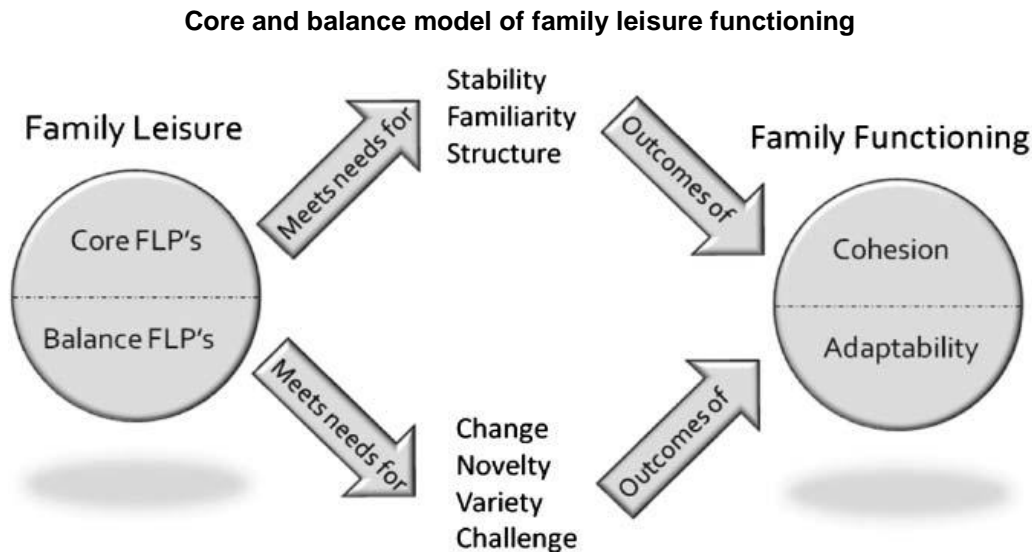 Core and balance model of family leisure functioning
Family Leisure
Core FLP's
Balance FLP's
Meets needs for
Stability
Familiarity
Structure
Outcomes of
Meets needs for
Change
Novelty
Variety
Challenge
Outcomes of
Family Functioning
Cohesion
Adaptability